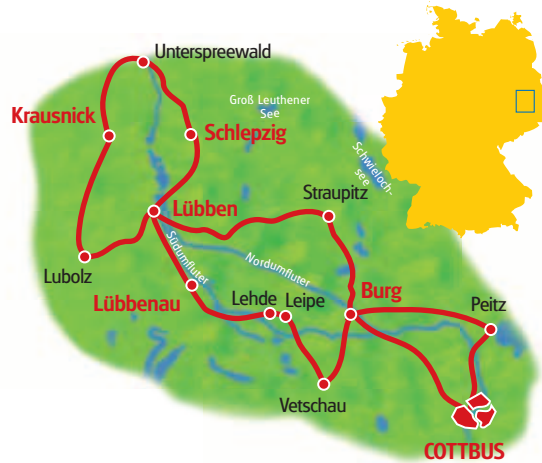 Unterspreewald
Groß Leuthener
See
Krausnick
Schlepzig
Schwieloch-
see
Straupitz
Lübben
Südumfluter
Nordumfluter
Lubolz
Lübbenau
Lehde
Leipe
Burg
Peitz
Vetschau
COTTBUS